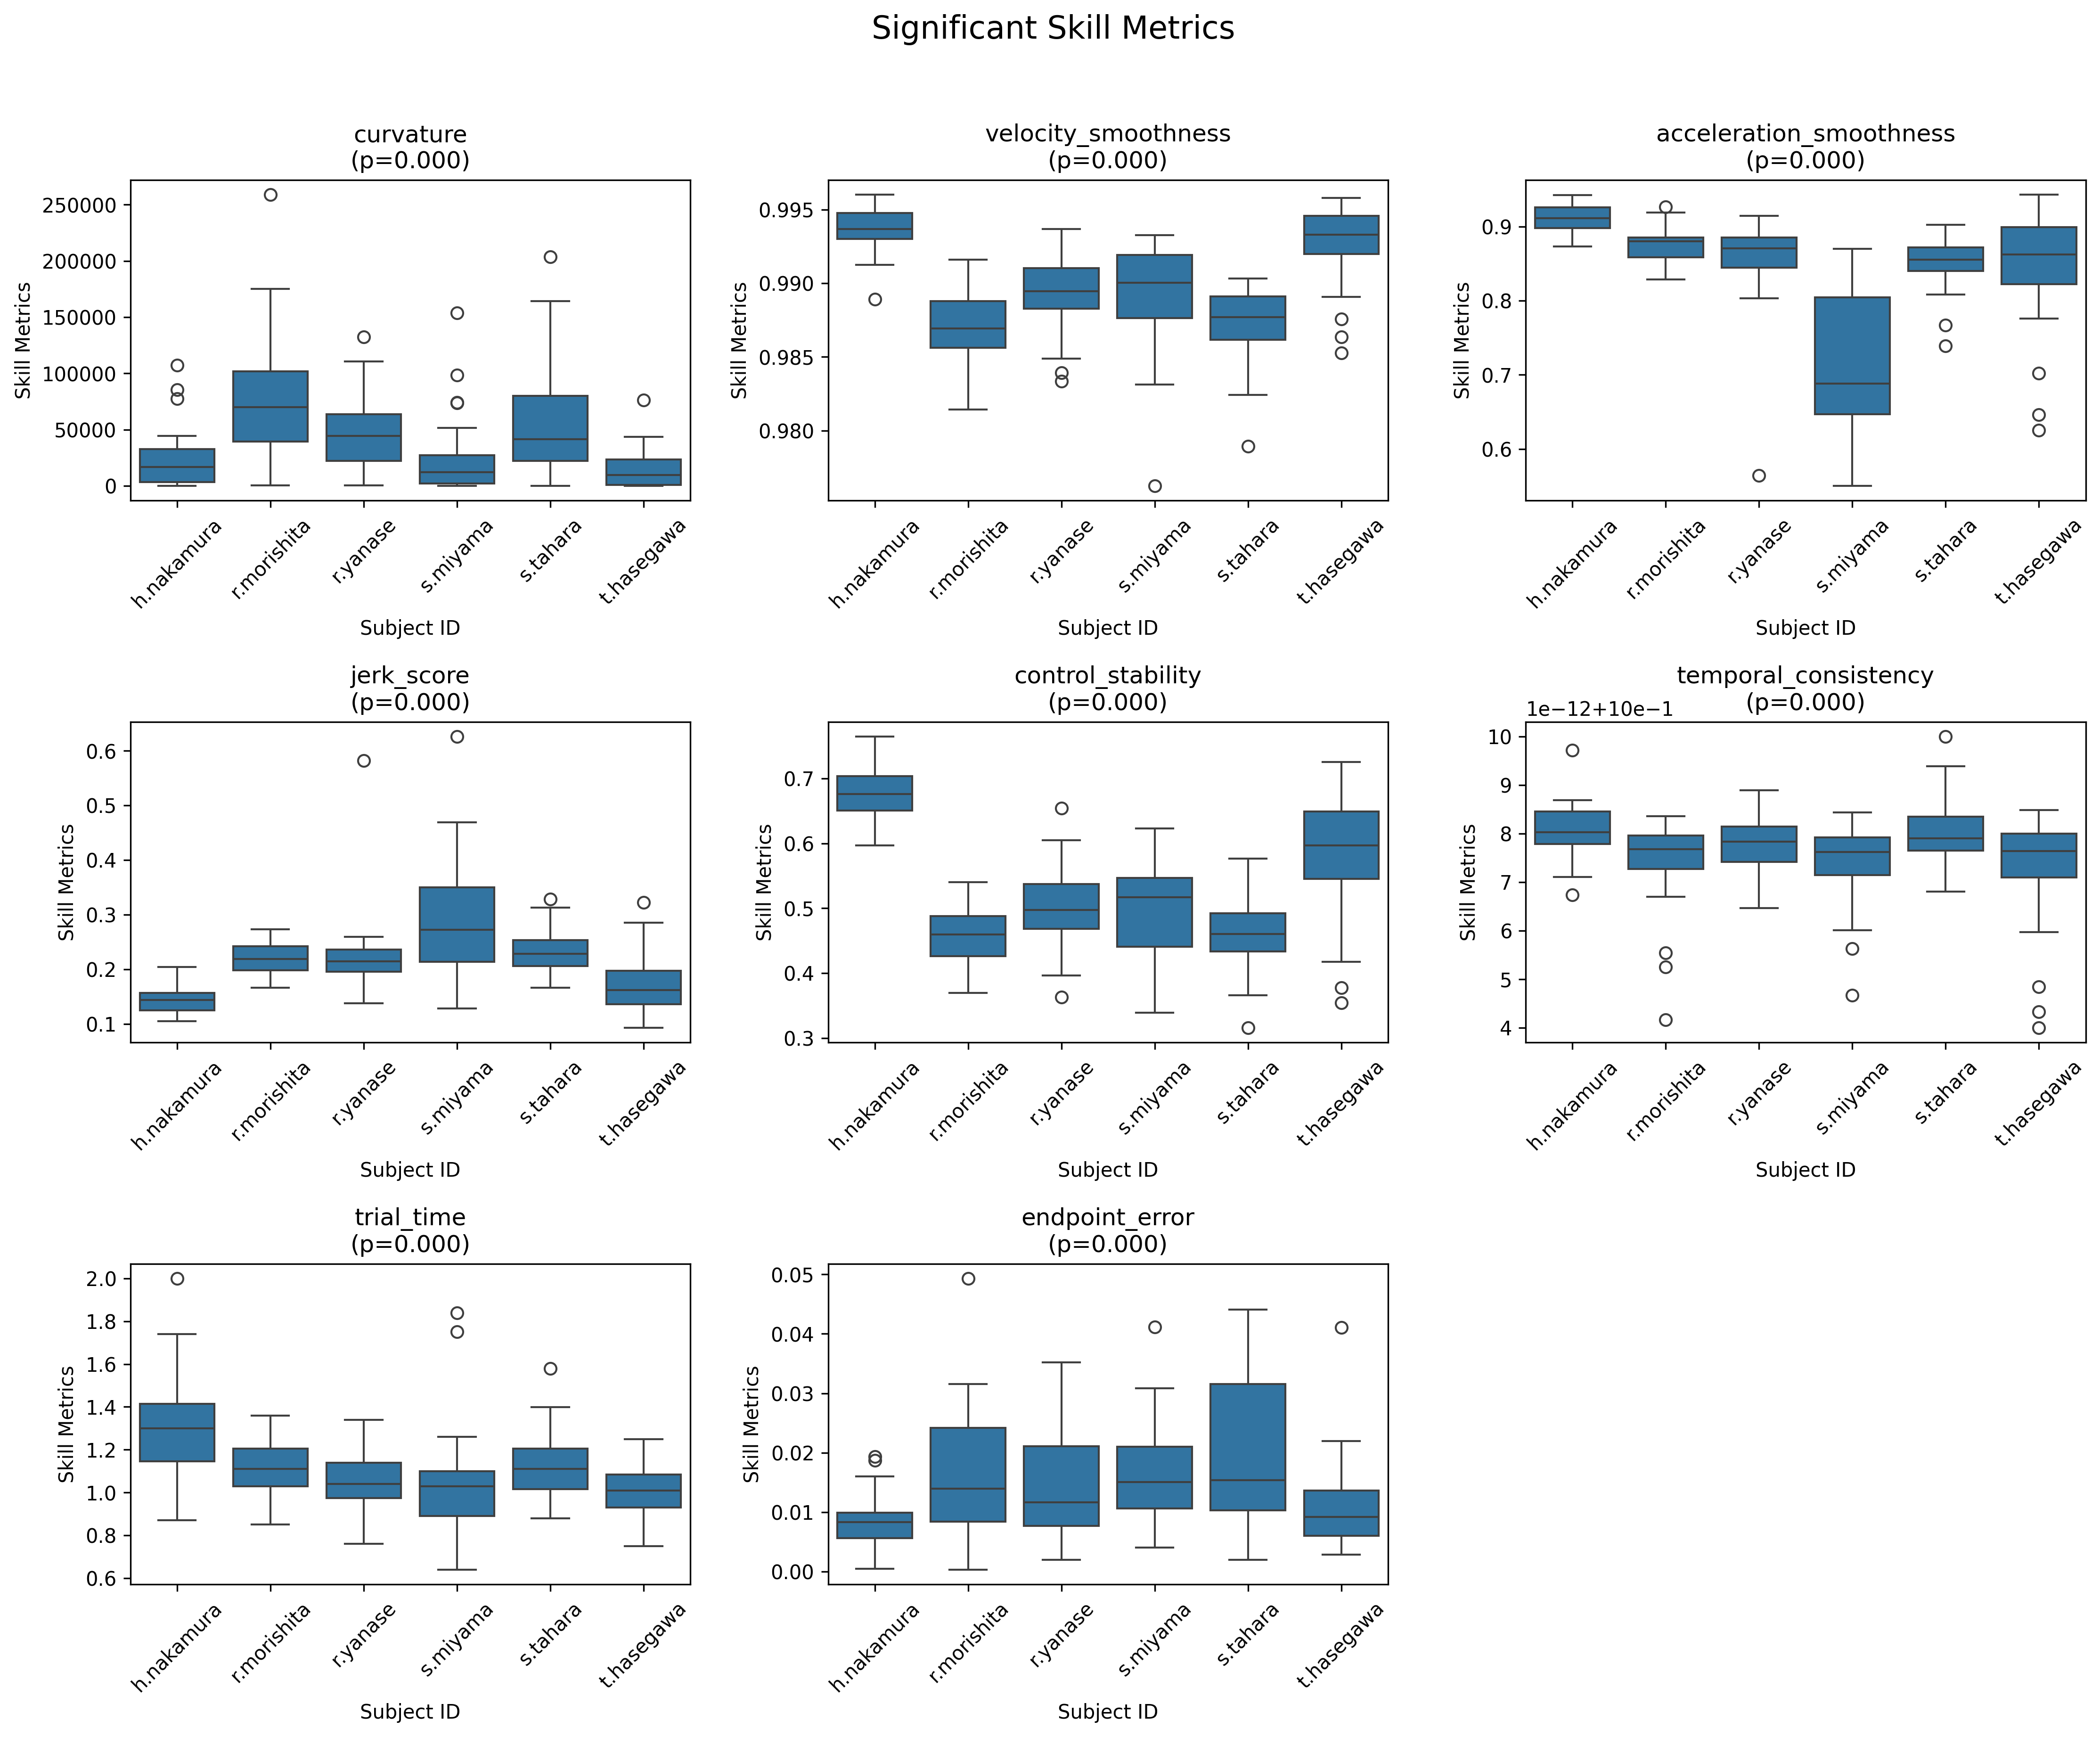 Significant Skill Metrics
curvature
(p=0.000)
Skill Metrics
250000
200000
150000
100000
50000
0
h.nakamura
r.morishita
r.yanase
s.miyama
s.tahara
t.hasegawa
Subject ID
velocity_smoothness
(p=0.000)
Skill Metrics
0.995
0.990
0.985
0.980
h.nakamura
r.morishita
r.yanase
s.miyama
s.tahara
t.hasegawa
Subject ID
acceleration_smoothness
(p=0.000)
Skill Metrics
0.9
0.8
0.7
0.6
h.nakamura
r.morishita
r.yanase
s.miyama
s.tahara
t.hasegawa
Subject ID
jerk_score
(p=0.000)
Skill Metrics
0.6
0.5
0.4
0.3
0.2
0.1
h.nakamura
r.morishita
r.yanase
s.miyama
s.tahara
t.hasegawa
Subject ID
control_stability
(p=0.000)
Skill Metrics
0.7
0.6
0.5
0.4
0.3
h.nakamura
r.morishita
r.yanase
s.miyama
s.tahara
t.hasegawa
Subject ID
temporal_consistency
(p=0.000)
1e−12+10e−1
Skill Metrics
10
9
8
7
6
5
4
h.nakamura
r.morishita
r.yanase
s.miyama
s.tahara
t.hasegawa
Subject ID
trial_time
(p=0.000)
Skill Metrics
2.0
1.8
1.6
1.4
1.2
1.0
0.8
0.6
h.nakamura
r.morishita
r.yanase
s.miyama
s.tahara
t.hasegawa
Subject ID
endpoint_error
(p=0.000)
Skill Metrics
0.05
0.04
0.03
0.02
0.01
0.00
h.nakamura
r.morishita
r.yanase
s.miyama
s.tahara
t.hasegawa
Subject ID